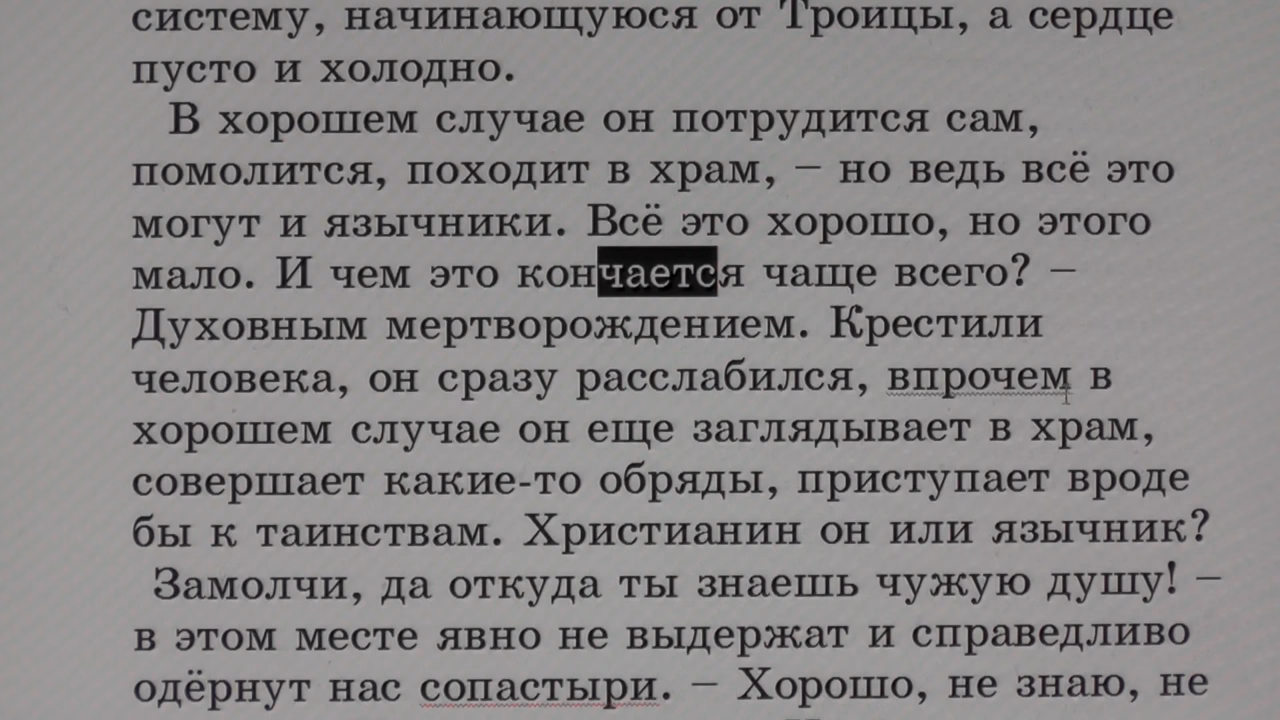 систему, начинающуюся от Троицы, а сердце
пусто и холодно.
В хорошем случае он потрудится сам,
помолится, походит в храм, – но ведь всё это
могут и язычники. Всё это хорошо, но этого
мало. И чем это кончается чаще всего? –
Духовным мертворождением. Крестили
человека, он сразу расслабился, впрочем в
хорошем случае он еще заглядывает в храм,
совершает какие-то обряды, приступает вроде
бы к таинствам. Христианин он или язычник?
Замолчи, да откуда ты знаешь чужую душу! –
в этом месте явно не выдержат и справедливо
одёрнут нас сопастыри. – Хорошо, не знаю, не